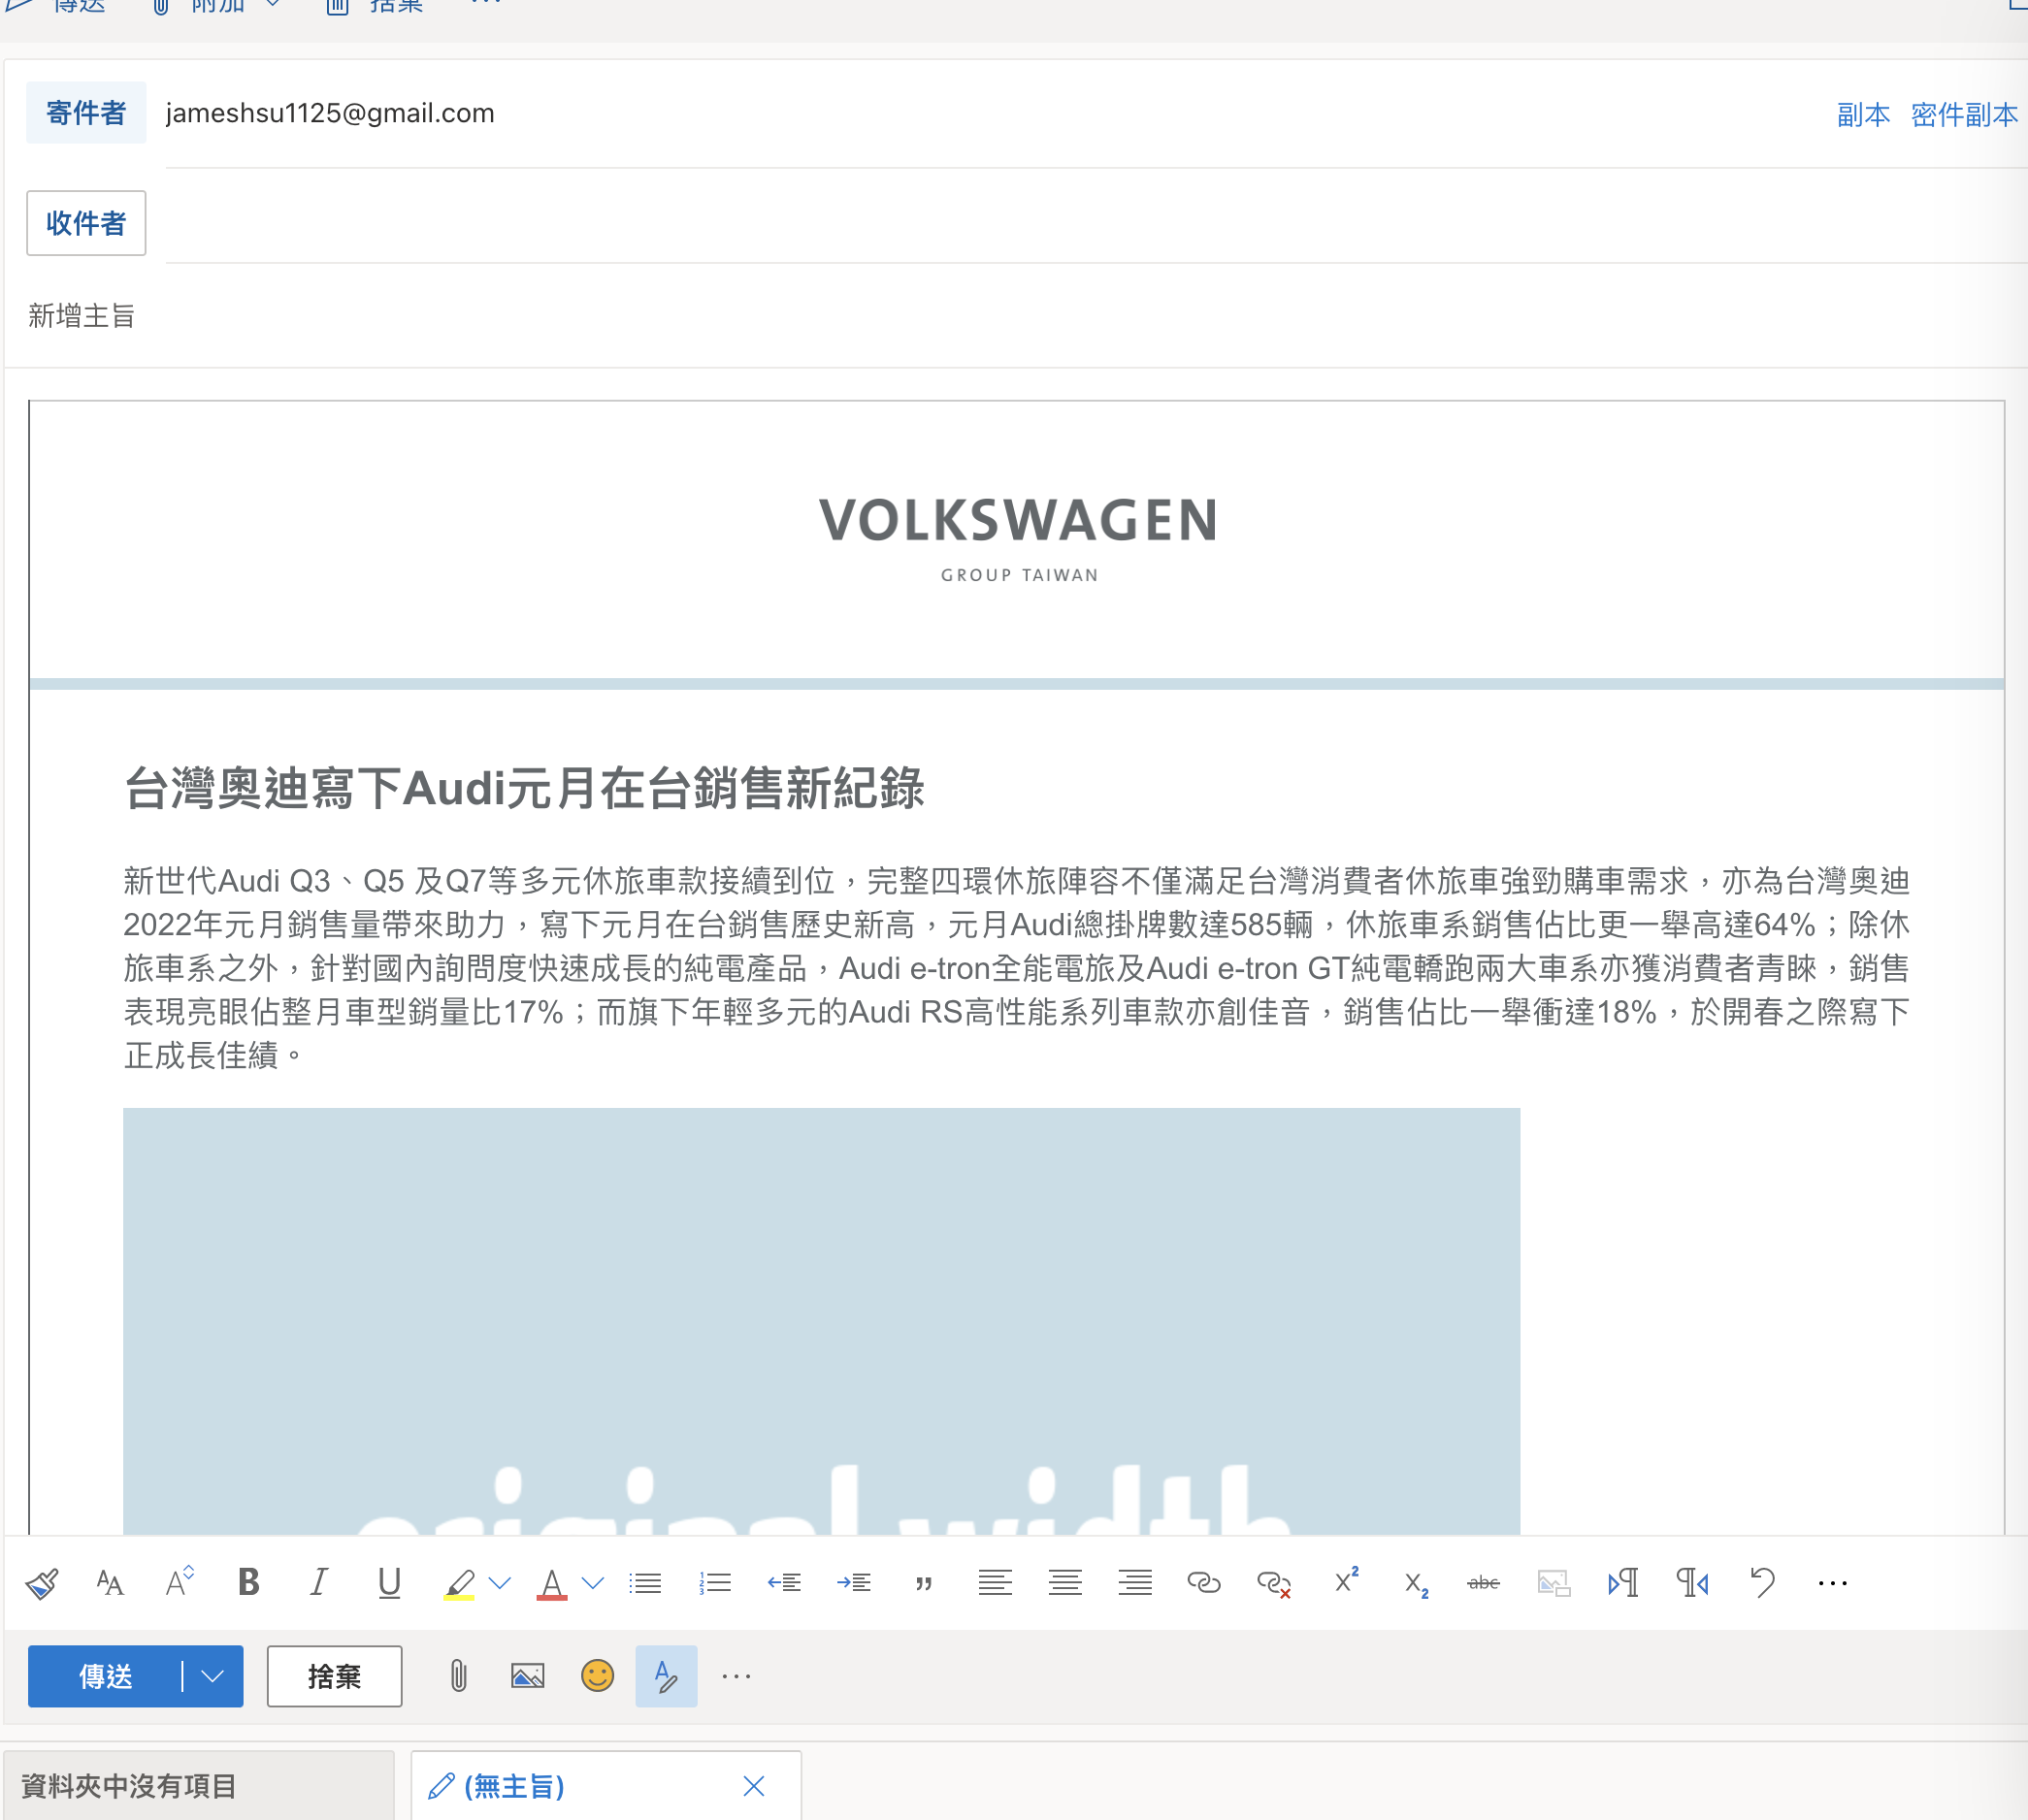 傳送 附加 捨棄
寄件者 jameshsu1125@gmail.com 副本 密件副本
收件者
新增主旨
VOLKSWAGEN
GROUP TAIWAN
台灣奧迪寫下Audi元月在台銷售新紀錄
新世代Audi Q3、Q5 及Q7等多元休旅車款接續到位，完整四環休旅陣容不僅滿足台灣消費者休旅車強勁購車需求，亦為台灣奧迪
2022年元月銷售量帶來助力，寫下元月在台銷售歷史新高，元月Audi總掛牌數達585輛，休旅車系銷售佔比更一舉高達64%；除休
旅車系之外，針對國內詢問度快速成長的純電產品，Audi e-tron全能電旅及Audi e-tron GT純電轎跑兩大車系亦獲消費者青睞，銷售
表現亮眼佔整月車型銷量比17%；而旗下年輕多元的Audi RS高性能系列車款亦創佳音，銷售佔比一舉衝達18%，於開春之際寫下
正成長佳績。
original width
傳送 捨棄
資料夾中沒有項目 (無主旨)